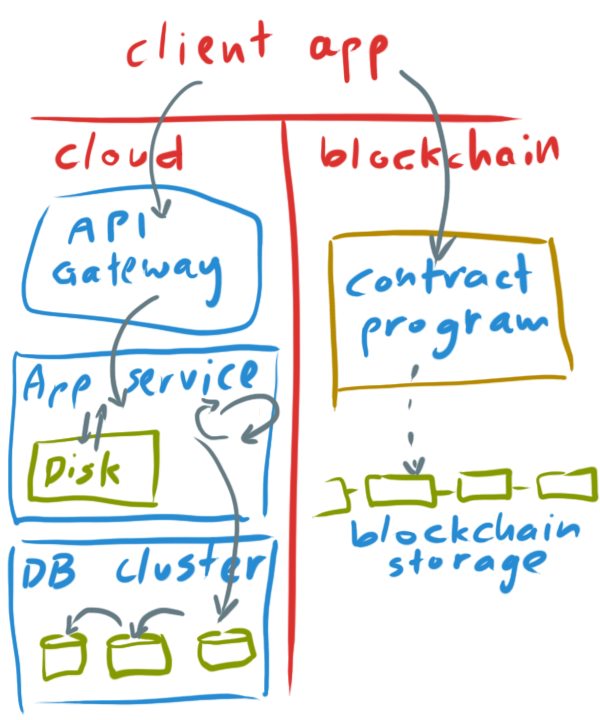 client app
cloud
blockchain
API
Gateway
App service
Disk
DB cluster
contract
program
blockchain
storage